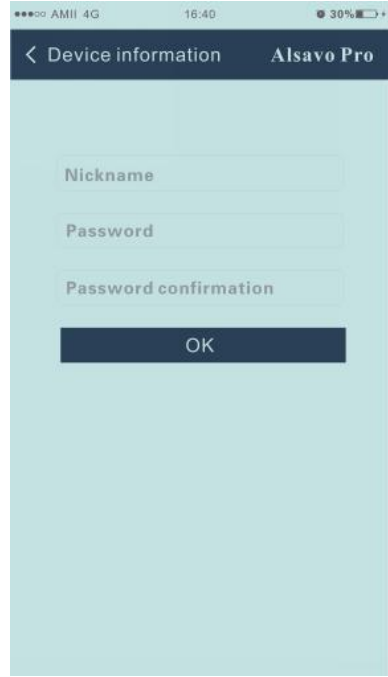 AMII 4G 16:40 30%
Device information Alsavo Pro
Nickname
Password
Password confirmation
OK